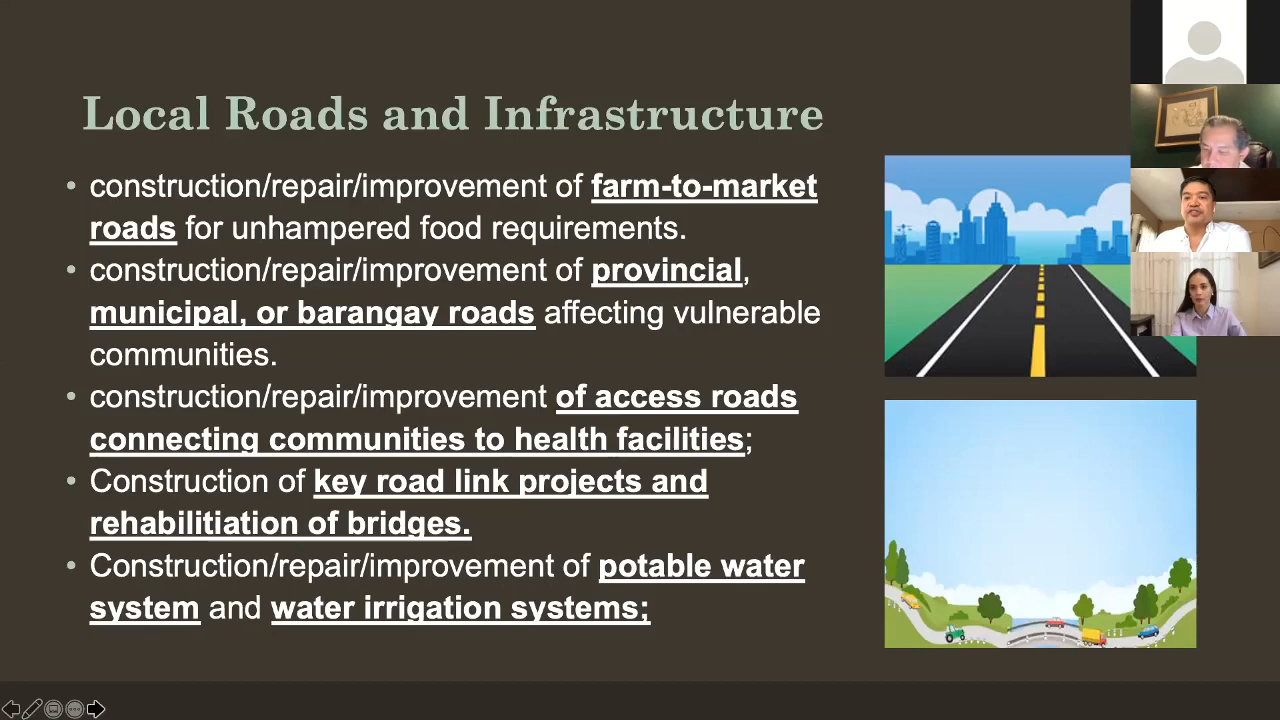 Local Roads and Infrastructure
• construction/repair/improvement of farm-to-market
roads for unhampered food requirements.
• construction/repair/improvement of provincial,
municipal, or barangay roads affecting vulnerable
communities.
• construction/repair/improvement of access roads
connecting communities to health facilities;
• Construction of key road link projects and
rehabilitiation of bridges.
• Construction/repair/improvement of potable water
system and water irrigation systems;